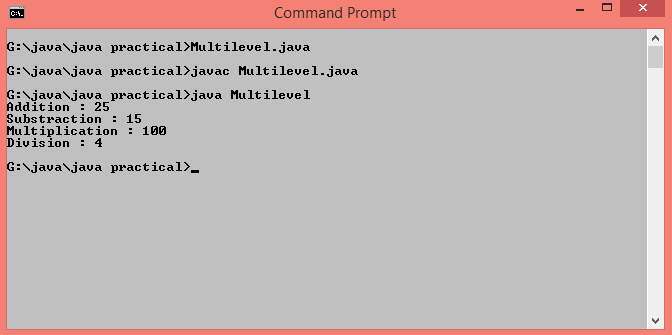 Command Prompt
G:\java\java practical>Multilevel.java
G:\java\java practical>javac Multilevel.java
G:\java\java practical>java Multilevel
Addition : 25
Substraction : 15
Multiplication : 100
Division : 4
G:\java\java practical>_